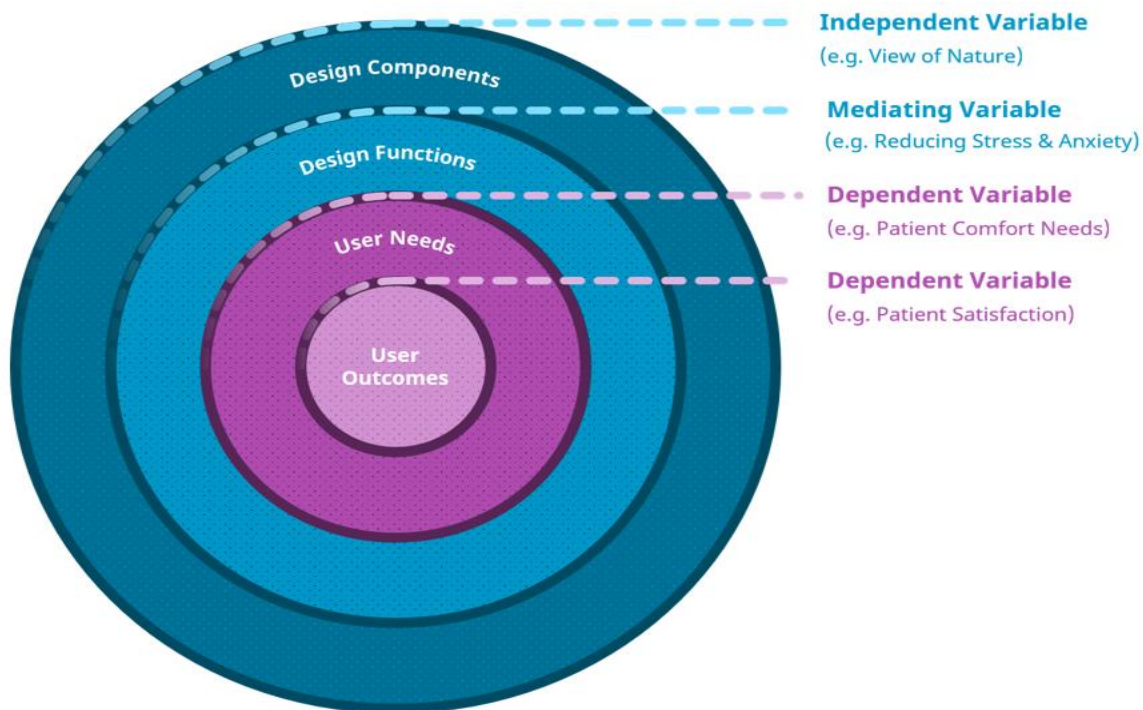 Independent Variable
(e.g. View of Nature)
Design Components
Mediating Variable
(e.g. Reducing Stress & Anxiety)
Design Functions
Dependent Variable
(e.g. Patient Comfort Needs)
User Needs
Dependent Variable
(e.g. Patient Satisfaction)
User
Outcomes